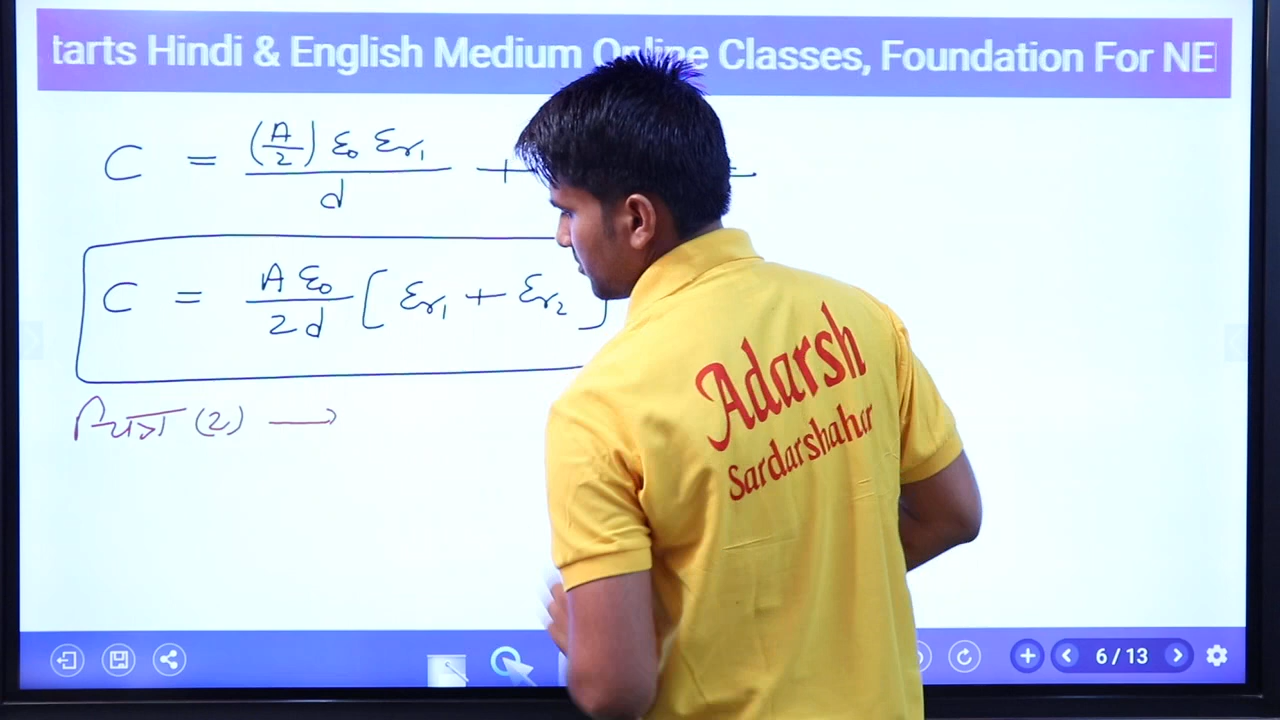 tarts Hindi & English Medium Online Classes, Foundation For NE
C = (A/2) ε₀ εr₁ / d +
C = A ε₀ / 2d [ εr₁ + εr₂ ]
चित्र (2) →
Adarsh
Sardarshahar
6 / 13